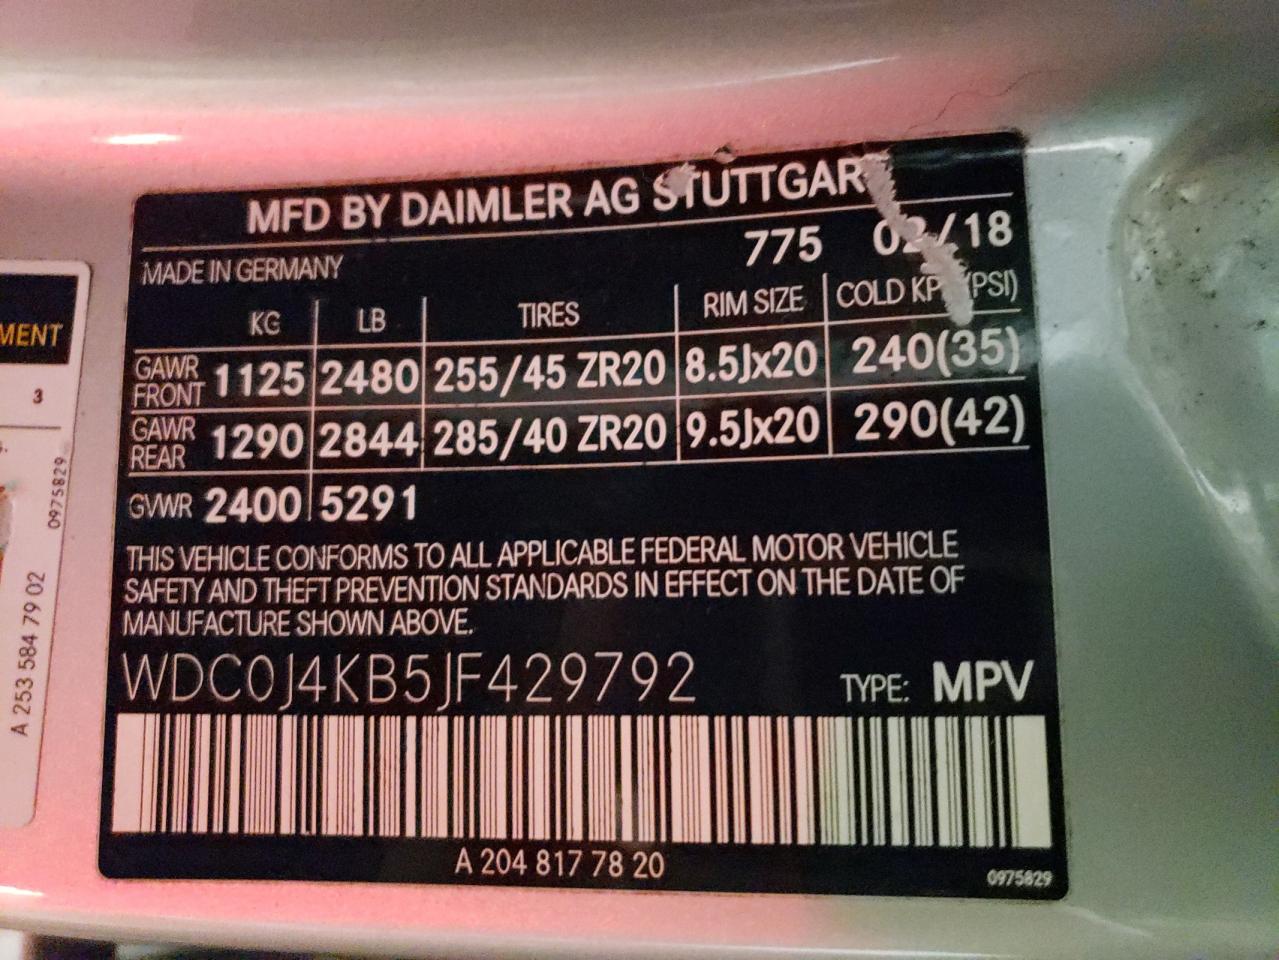 MFD BY DAIMLER AG STUTTGAR
775 02/18
MADE IN GERMANY
KG LB TIRES RIM SIZE COLD KP (PSI)
GAWR FRONT 1125 2480 255/45 ZR20 8.5Jx20 240(35)
GAWR REAR 1290 2844 285/40 ZR20 9.5Jx20 290(42)
GVWR 2400 5291
THIS VEHICLE CONFORMS TO ALL APPLICABLE FEDERAL MOTOR VEHICLE
SAFETY AND THEFT PREVENTION STANDARDS IN EFFECT ON THE DATE OF
MANUFACTURE SHOWN ABOVE.
WDC0J4KB5JF429792 TYPE: MPV
A 204 817 78 20
0975829
MENT
3
0975829
A 253 584 79 02